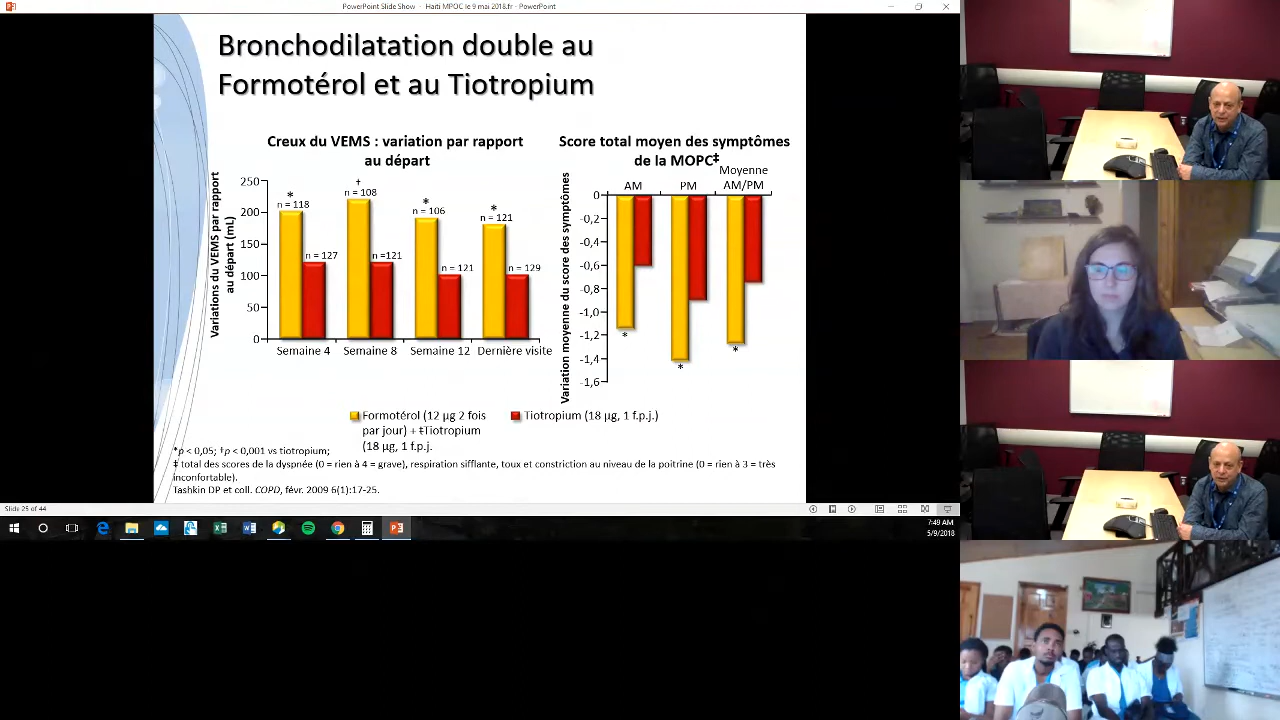 PowerPoint Slide Show - Haiti MPOC le 9 mai 2018.fr - PowerPoint
Bronchodilatation double au
Formotérol et au Tiotropium
Creux du VEMS : variation par rapport
au départ
Variations du VEMS par rapport
au départ (mL)
250
200
150
100
50
0
*
n = 118
n = 127
†
n = 108
n =121
*
n = 106
n = 121
*
n = 121
n = 129
Semaine 4
Semaine 8
Semaine 12
Dernière visite
Score total moyen des symptômes
de la MOPC‡
Variation moyenne du score des symptômes
AM
PM
Moyenne
AM/PM
0
-0,2
-0,4
-0,6
-0,8
-1,0
-1,2
-1,4
-1,6
*
*
*
Formotérol (12 µg 2 fois
par jour) + ‡Tiotropium
(18 µg, 1 f.p.j.
Tiotropium (18 µg, 1 f.p.j.)
*p < 0,05; †p < 0,001 vs tiotropium;
‡ total des scores de la dyspnée (0 = rien à 4 = grave), respiration sifflante, toux et constriction au niveau de la poitrine (0 = rien à 3 = très
inconfortable).
Tashkin DP et coll. COPD, févr. 2009 6(1):17-25.
Slide 25 of 44
7:49 AM
5/9/2018